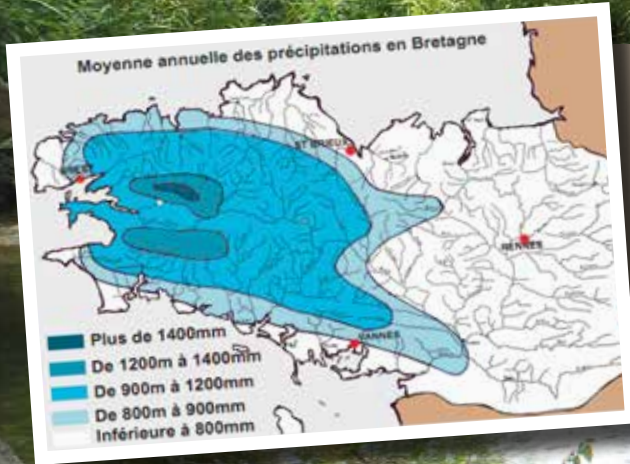 Moyenne annuelle des précipitations en Bretagne
ST BRIEUC
BREST
RENNES
VANNES
Plus de 1400mm
De 1200m à 1400mm
De 900m à 1200mm
De 800m à 900mm
Inférieure à 800mm